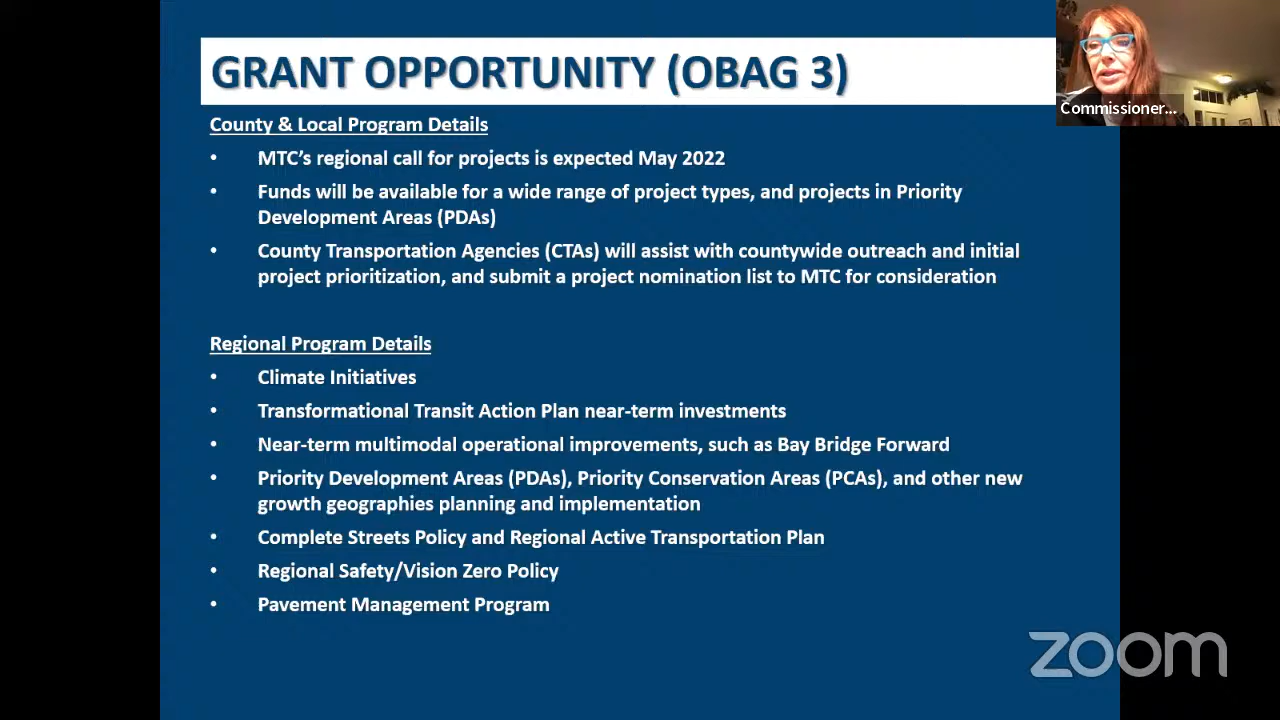 GRANT OPPORTUNITY (OBAG 3)
Commissioner...
County & Local Program Details
• MTC’s regional call for projects is expected May 2022
• Funds will be available for a wide range of project types, and projects in Priority
Development Areas (PDAs)
• County Transportation Agencies (CTAs) will assist with countywide outreach and initial
project prioritization, and submit a project nomination list to MTC for consideration
Regional Program Details
• Climate Initiatives
• Transformational Transit Action Plan near-term investments
• Near-term multimodal operational improvements, such as Bay Bridge Forward
• Priority Development Areas (PDAs), Priority Conservation Areas (PCAs), and other new
growth geographies planning and implementation
• Complete Streets Policy and Regional Active Transportation Plan
• Regional Safety/Vision Zero Policy
• Pavement Management Program
zoom